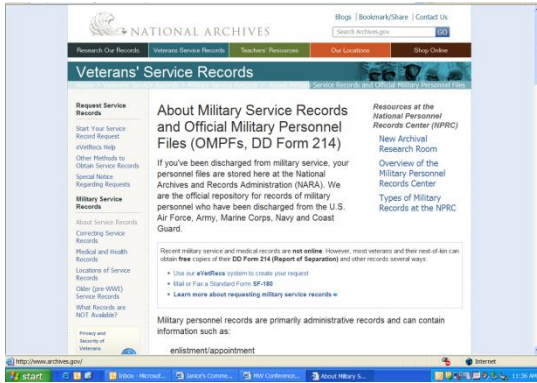 NATIONAL ARCHIVES
Blogs | Bookmark/Share | Contact Us
Search Archives.gov GO
Research Our Records Veterans Service Records Teachers' Resources Our Locations Shop Online
Veterans' Service Records
Service Records and Official Military Personnel Files
Request Service
Records
Start Your Service
Record Request
eVetRecs Help
Other Methods to
Obtain Service Records
Special Notice
Regarding Requests
Military Service
Records
About Service Records
Correcting Service
Records
Medical and Health
Records
Locations of Service
Records
Older (pre-WWI)
Service Records
What Records are
NOT Available?
Privacy and
Security of
Veterans
About Military Service Records
and Official Military Personnel
Files (OMPFs, DD Form 214)
If you've been discharged from military service, your
personnel files are stored here at the National
Archives and Records Administration (NARA). We
are the official repository for records of military
personnel who have been discharged from the U.S.
Air Force, Army, Marine Corps, Navy and Coast
Guard.
Resources at the
National Personnel
Records Center (NPRC)
New Archival
Research Room
Overview of the
Military Personnel
Records Center
Types of Military
Records at the NPRC
Recent military service and medical records are not online. However, most veterans and their next-of-kin can
obtain free copies of their DD Form 214 (Report of Separation) and other records several ways:
Use our eVetRecs system to create your request
Mail or Fax a Standard Form SF-180
Learn more about requesting military service records
Military personnel records are primarily administrative records and can contain
information such as:
enlistment/appointment
http://www.archives.gov/ Internet
start Inbox - Microsof... Janice's Comme... MW Conference... About Military S... 11:36 AM